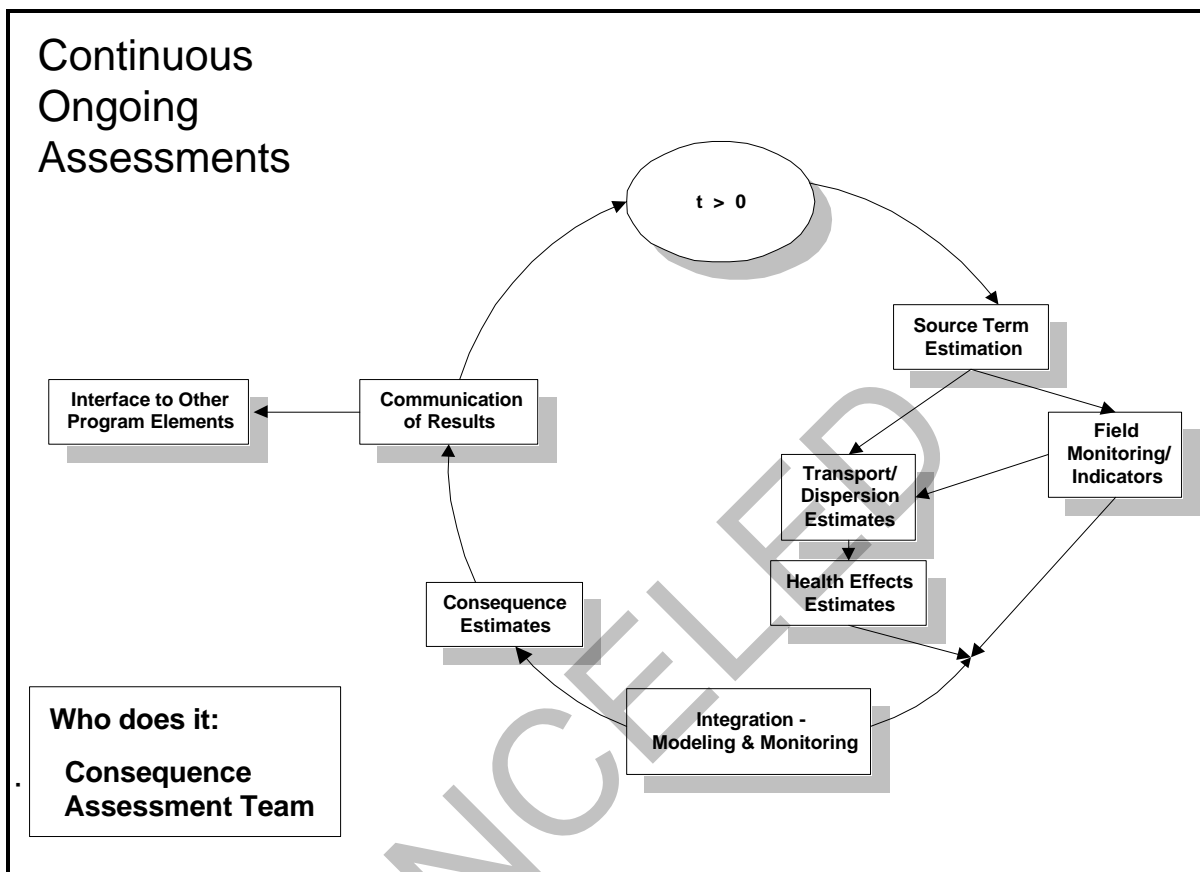 Continuous
Ongoing
Assessments
t > 0
Source Term
Estimation
Interface to Other
Program Elements
Communication
of Results
Field
Monitoring/
Indicators
Transport/
Dispersion
Estimates
Health Effects
Estimates
Consequence
Estimates
Integration -
Modeling & Monitoring
Who does it:
Consequence
Assessment Team
.
NCELED